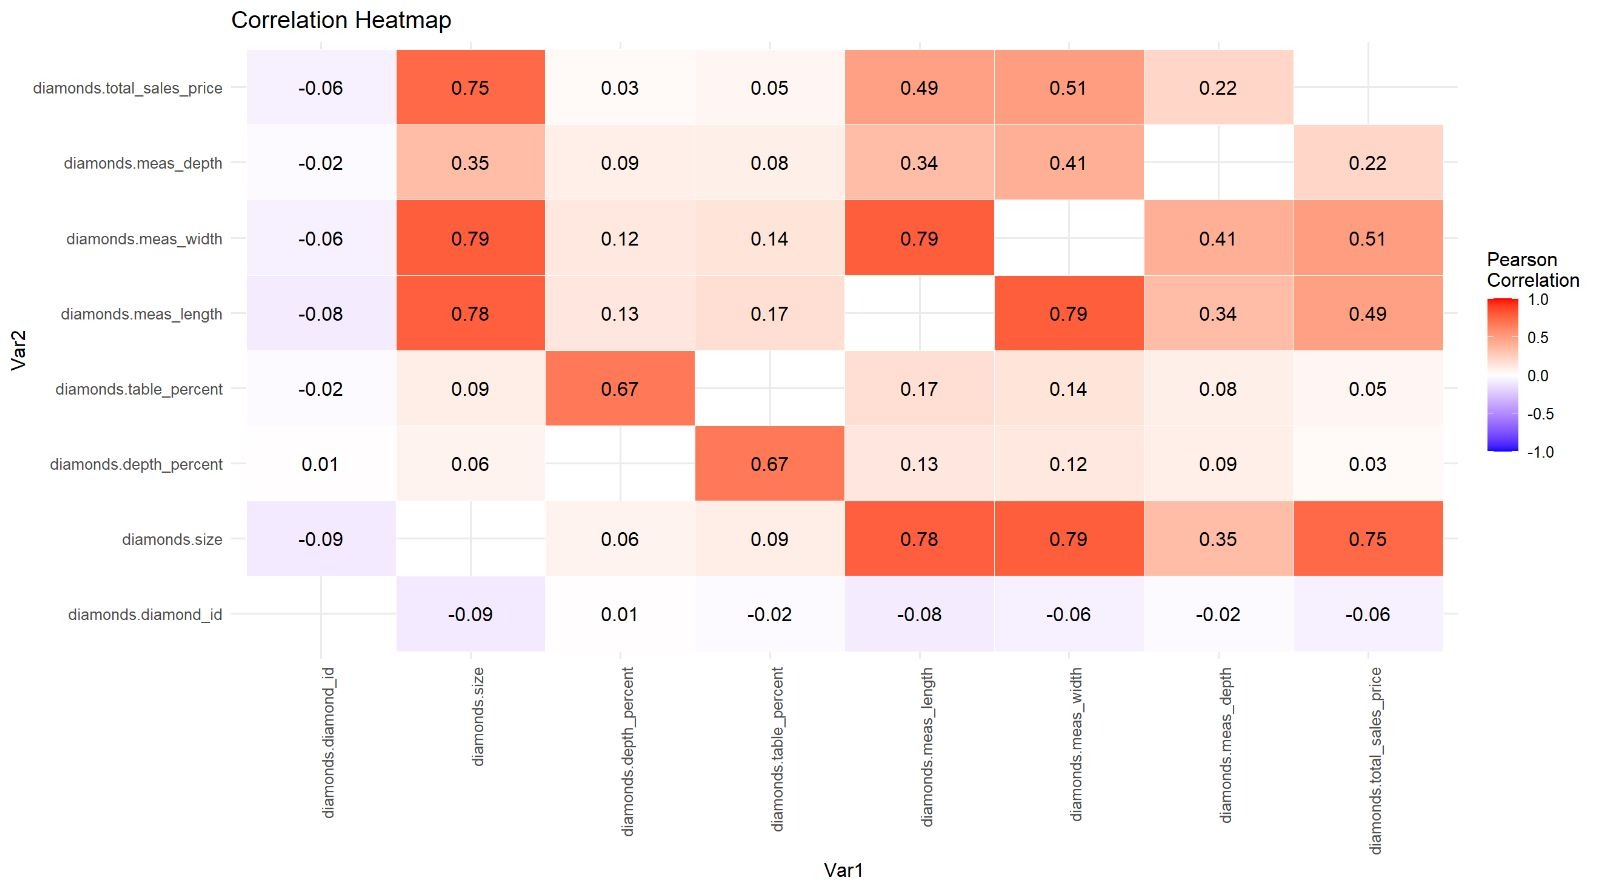 Correlation Heatmap
diamonds.total_sales_price -0.06 0.75 0.03 0.05 0.49 0.51 0.22
diamonds.meas_depth -0.02 0.35 0.09 0.08 0.34 0.41 0.22
diamonds.meas_width -0.06 0.79 0.12 0.14 0.79 0.41 0.51
diamonds.meas_length -0.08 0.78 0.13 0.17 0.79 0.34 0.49
diamonds.table_percent -0.02 0.09 0.67 0.17 0.14 0.08 0.05
diamonds.depth_percent 0.01 0.06 0.67 0.13 0.12 0.09 0.03
diamonds.size -0.09 0.06 0.09 0.78 0.79 0.35 0.75
diamonds.diamond_id -0.09 0.01 -0.02 -0.08 -0.06 -0.02 -0.06
Var2
diamonds.diamond_id
diamonds.size
diamonds.depth_percent
diamonds.table_percent
diamonds.meas_length
diamonds.meas_width
diamonds.meas_depth
diamonds.total_sales_price
Var1
Pearson
Correlation
1.0
0.5
0.0
-0.5
-1.0